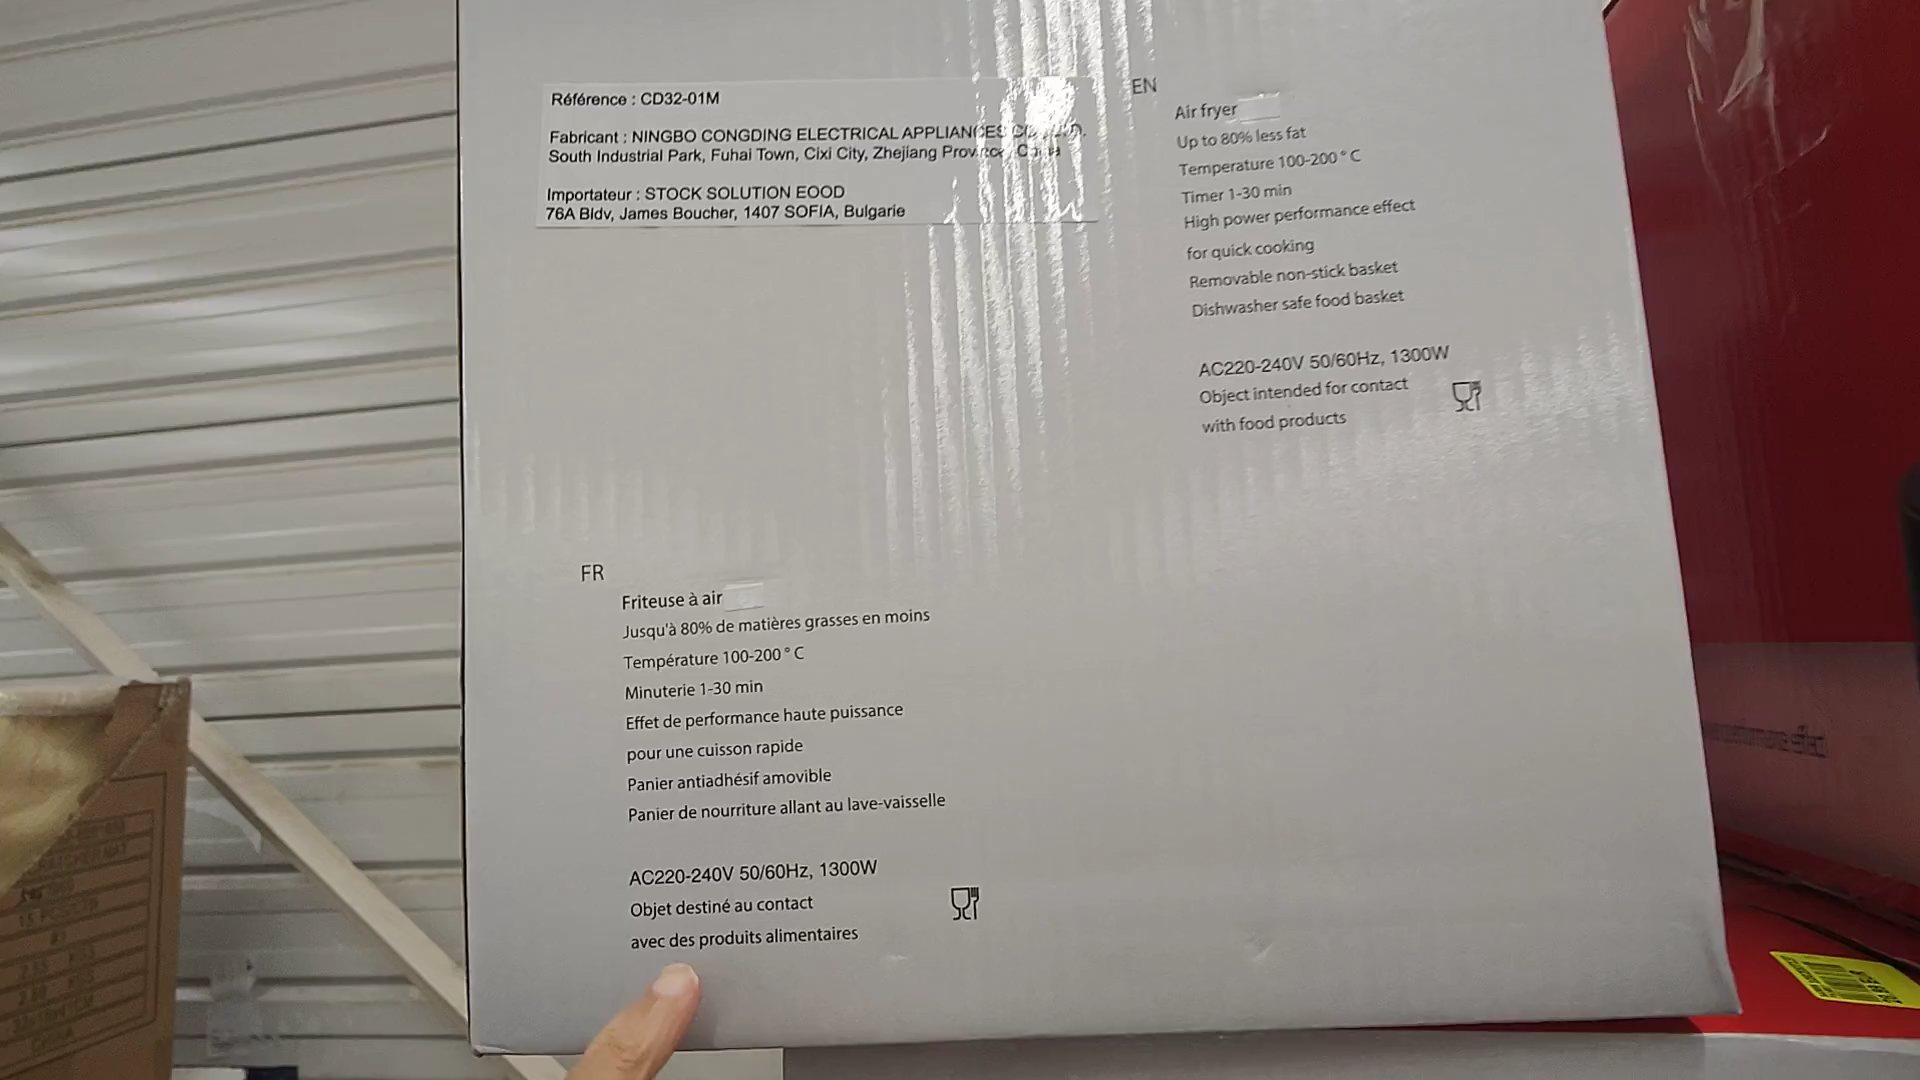 Référence : CD32-01M
Fabricant : NINGBO CONGDING ELECTRICAL APPLIANCES
South Industrial Park, Fuhai Town, Cixi City, Zhejiang Province, China
Importateur : STOCK SOLUTION EOOD
76A Bldv, James Boucher, 1407 SOFIA, Bulgarie
EN
Air fryer
Up to 80% less fat
Temperature 100-200°C
Timer 1-30 min
High power performance effect
for quick cooking
Removable non-stick basket
Dishwasher safe food basket
AC220-240V 50/60Hz, 1300W
Object intended for contact
with food products
FR
Friteuse à air
Jusqu'à 80% de matières grasses en moins
Température 100-200°C
Minuterie 1-30 min
Effet de performance haute puissance
pour une cuisson rapide
Panier antiadhésif amovible
Panier de nourriture allant au lave-vaisselle
AC220-240V 50/60Hz, 1300W
Objet destiné au contact
avec des produits alimentaires